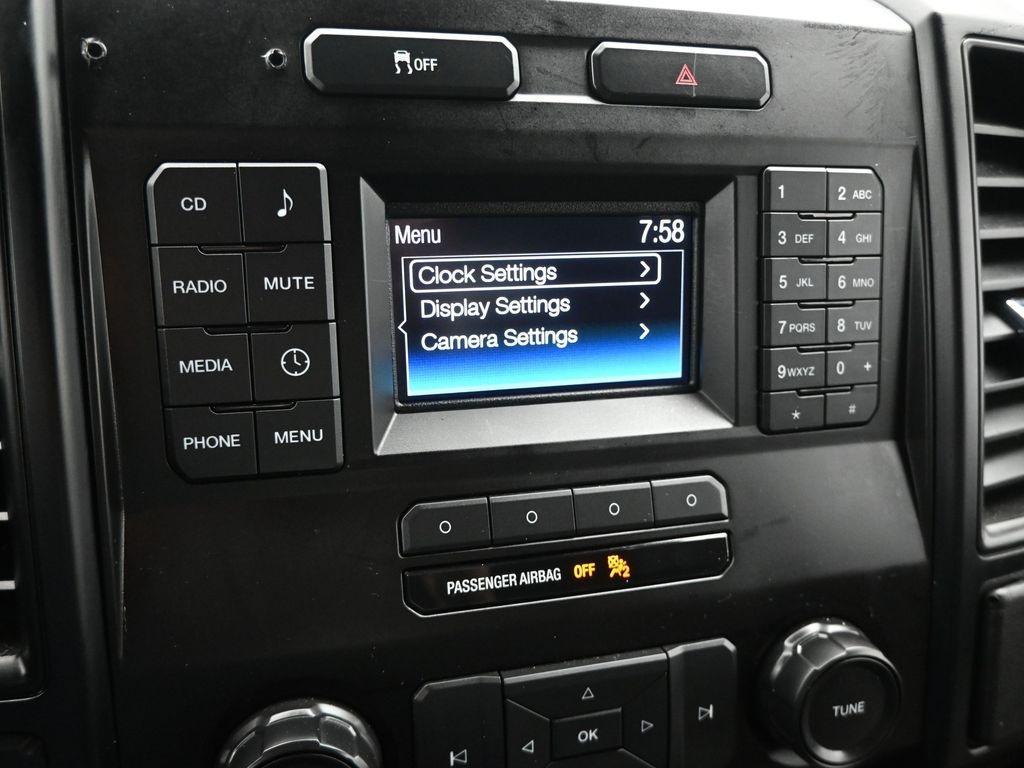 OFF
CD
RADIO MUTE
MEDIA
PHONE MENU
Menu 7:58
Clock Settings
Display Settings
Camera Settings
1 2 ABC
3 DEF 4 GHI
5 JKL 6 MNO
7 PQRS 8 TUV
9 WXYZ 0 +
* #
PASSENGER AIRBAG OFF 2
OK
TUNE